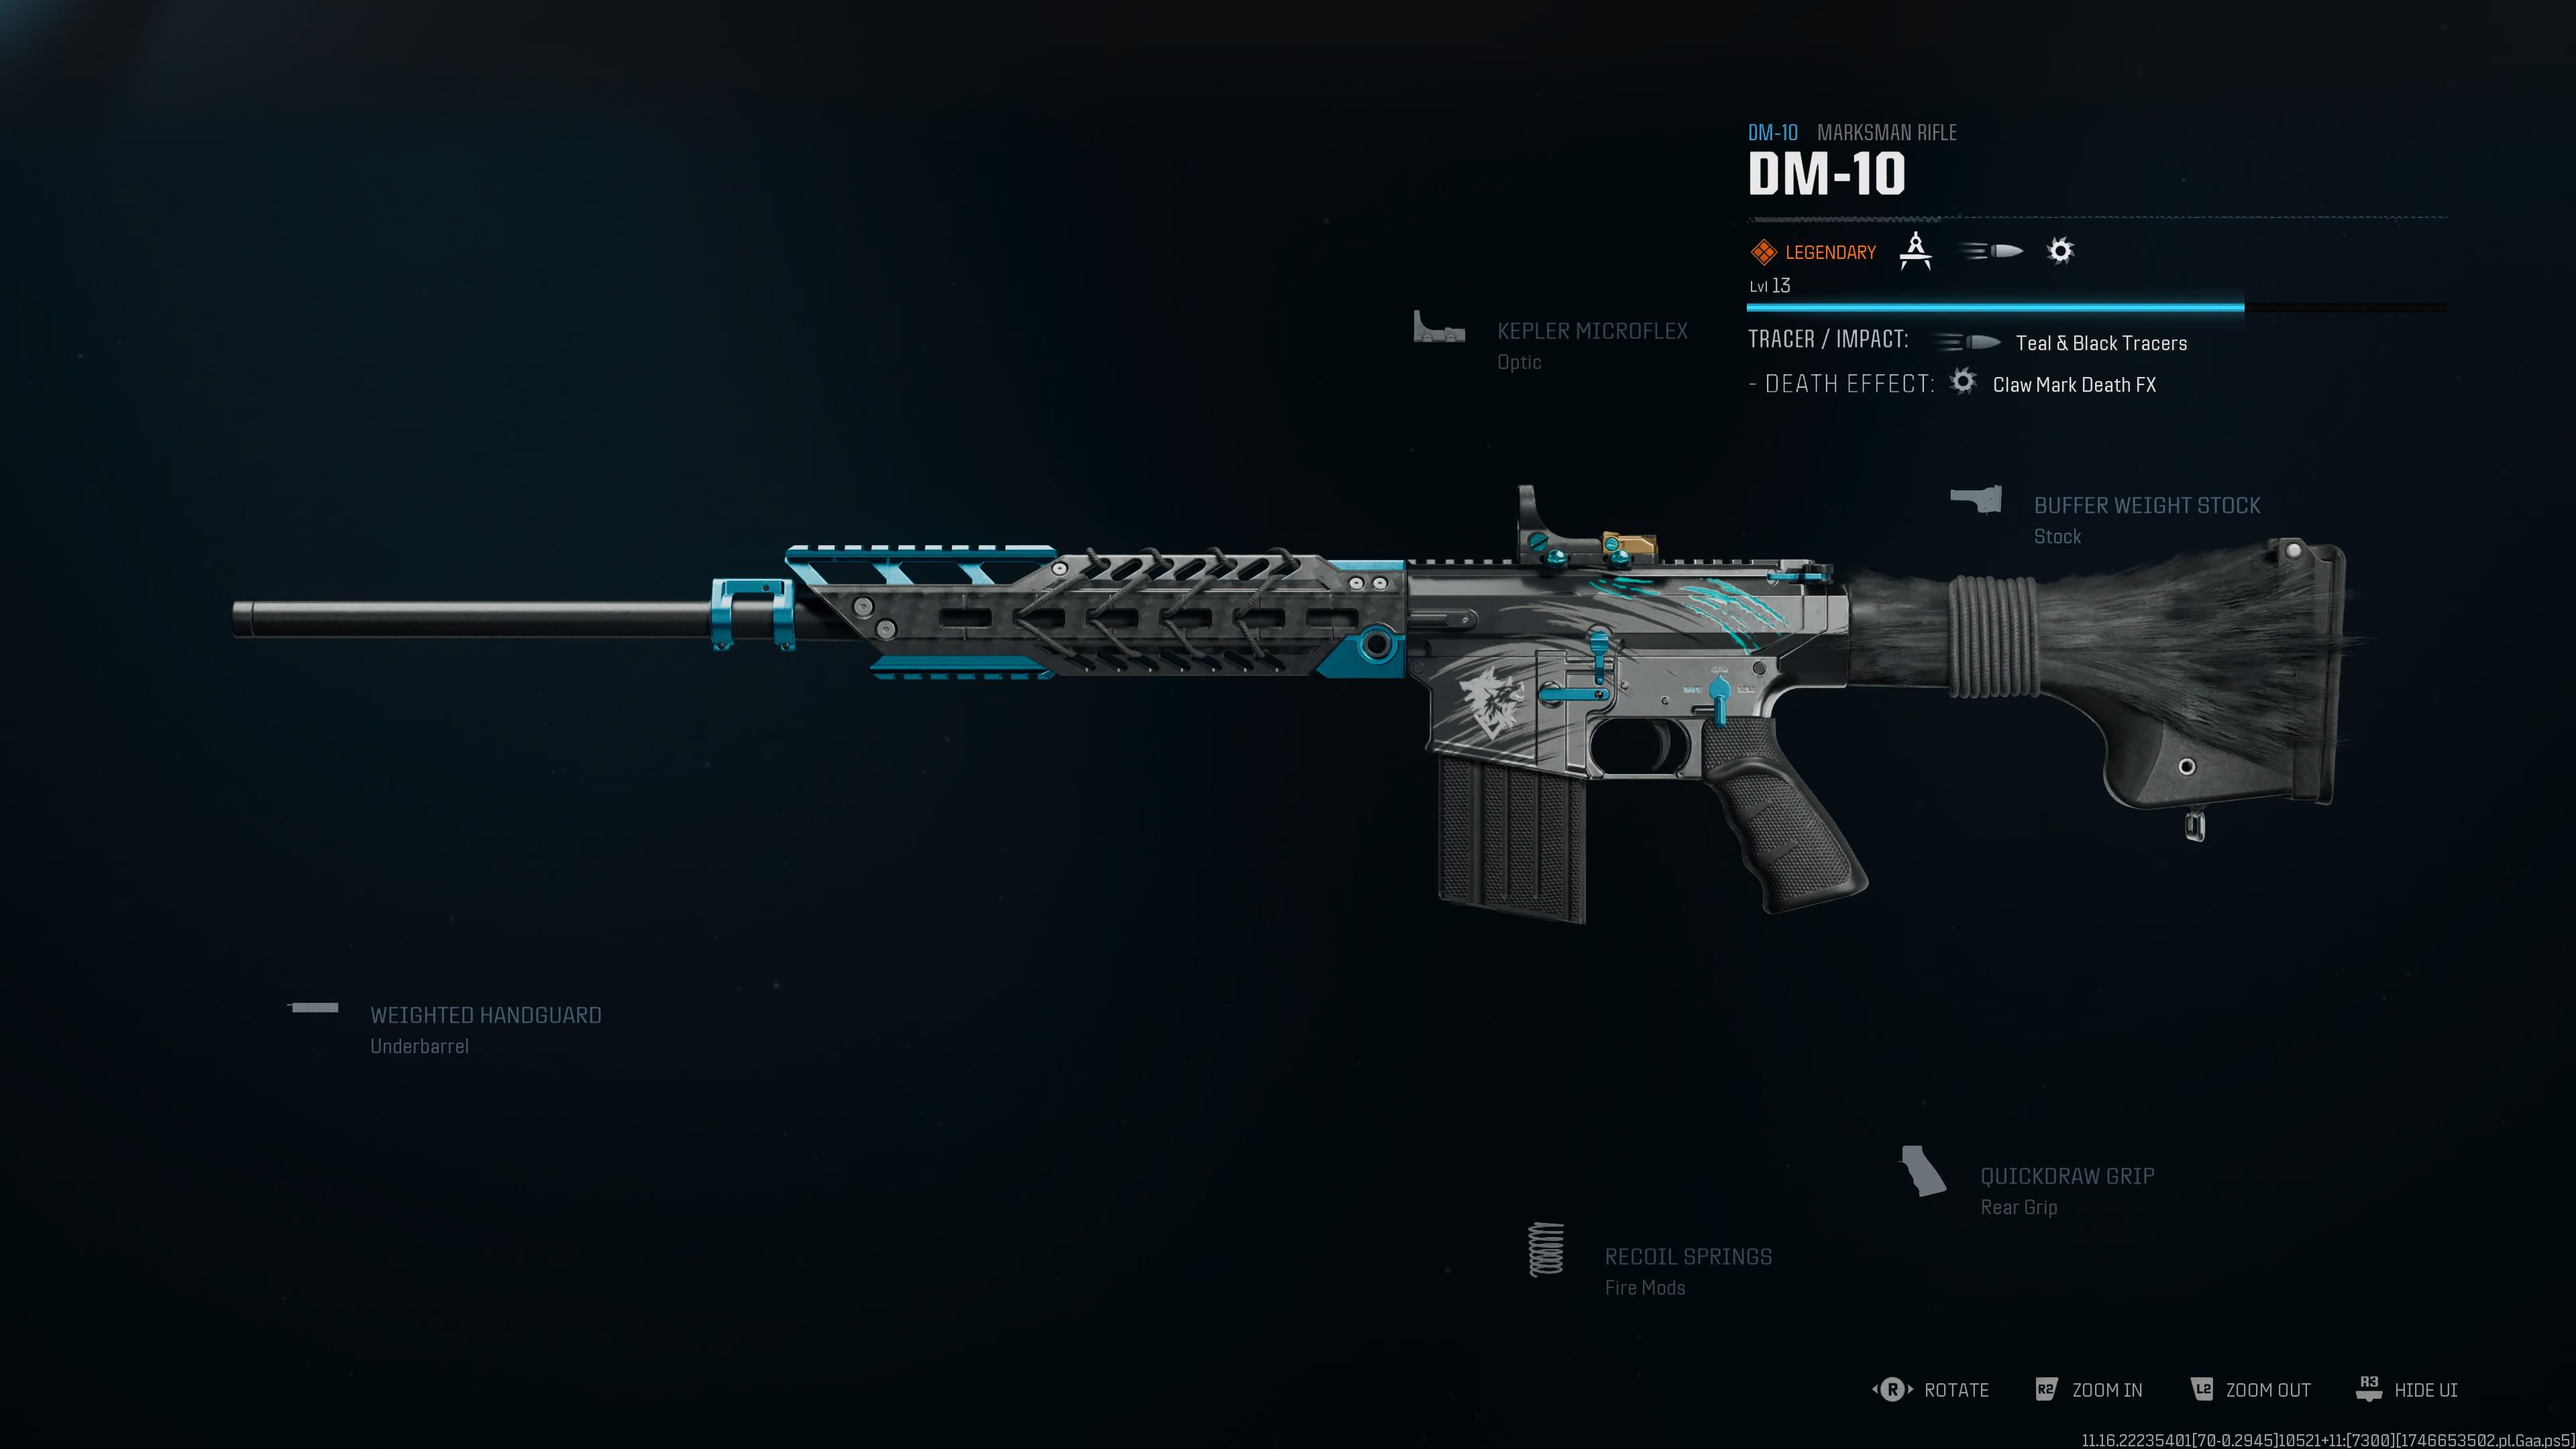 DM-10 MARKSMAN RIFLE
DM-10
LEGENDARY
Lvl 13
TRACER / IMPACT: Teal & Black Tracers
- DEATH EFFECT: Claw Mark Death FX
KEPLER MICROFLEX
Optic
BUFFER WEIGHT STOCK
Stock
SAFE
WEIGHTED HANDGUARD
Underbarrel
QUICKDRAW GRIP
Rear Grip
RECOIL SPRINGS
Fire Mods
R ROTATE R2 ZOOM IN L2 ZOOM OUT R3 HIDE UI
11.16.22235401[70-0.2945]10521+11:[7300][1746653502.pl.Gaa.ps5]